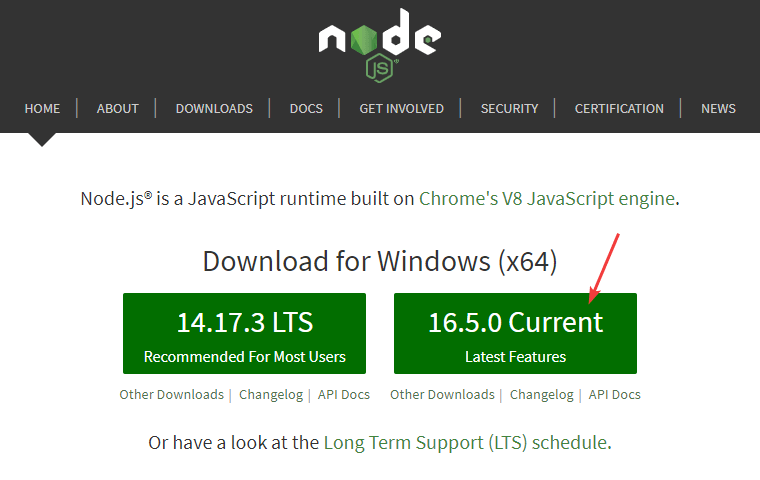 node
JS®
HOME | ABOUT | DOWNLOADS | DOCS | GET INVOLVED | SECURITY | CERTIFICATION | NEWS
Node.js® is a JavaScript runtime built on Chrome's V8 JavaScript engine.
Download for Windows (x64)
14.17.3 LTS
Recommended For Most Users
16.5.0 Current
Latest Features
Other Downloads | Changelog | API Docs
Other Downloads | Changelog | API Docs
Or have a look at the Long Term Support (LTS) schedule.